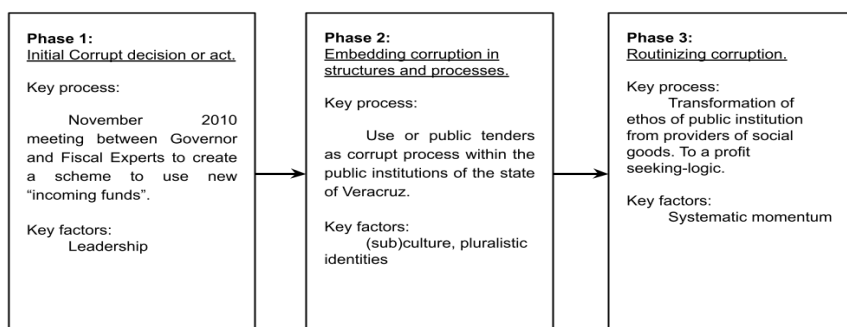 Phase 1:
Initial Corrupt decision or act.
Key process:
November 2010
meeting between Governor
and Fiscal Experts to create
a scheme to use new
“incoming funds”.
Key factors:
Leadership
Phase 2:
Embedding corruption in
structures and processes.
Key process:
Use or public tenders
as corrupt process within the
public institutions of the state
of Veracruz.
Key factors:
(sub)culture, pluralistic
identities
Phase 3:
Routinizing corruption.
Key process:
Transformation of
ethos of public institution
from providers of social
goods. To a profit
seeking-logic.
Key factors:
Systematic momentum